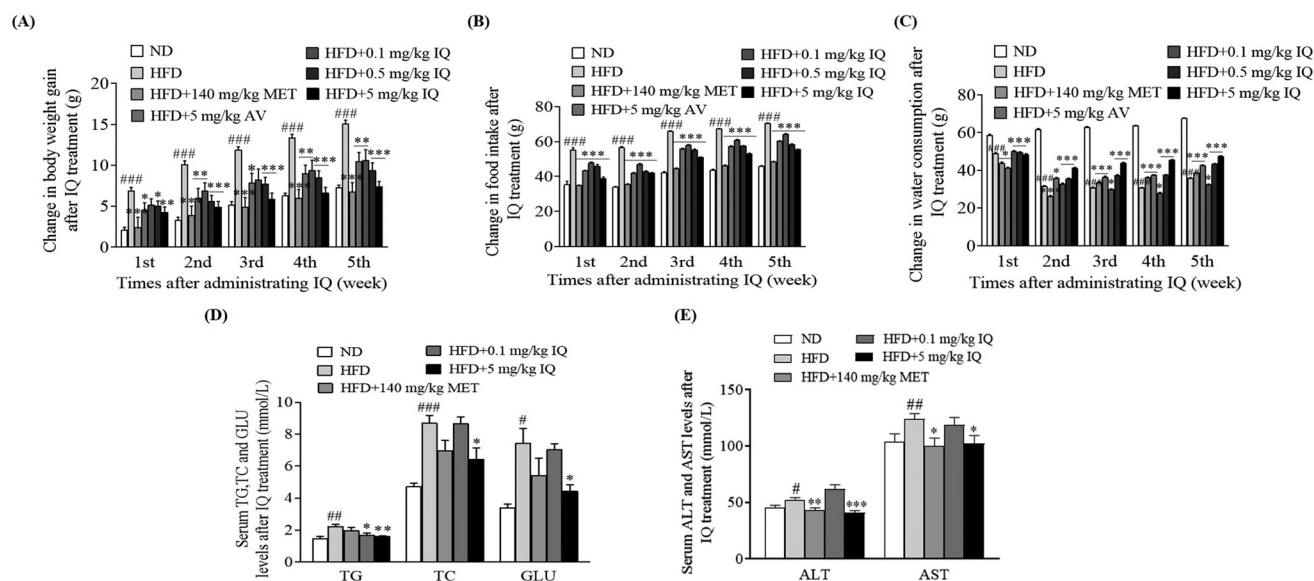 (A)
Change in body weight gain
after IQ treatment (g)
ND
HFD
HFD+140 mg/kg MET
HFD+5 mg/kg AV
HFD+0.1 mg/kg IQ
HFD+0.5 mg/kg IQ
HFD+5 mg/kg IQ
20
15
10
5
0
###
###
###
###
###
1st
2nd
3rd
4th
5th
Times after administrating IQ (week)
(B)
Change in food intake after
IQ treatment (g)
ND
HFD
HFD+140 mg/kg MET
HFD+5 mg/kg AV
HFD+0.1 mg/kg IQ
HFD+0.5 mg/kg IQ
HFD+5 mg/kg IQ
100
80
60
40
20
0
### ***
### ***
### ***
### ***
### ***
1st
2nd
3rd
4th
5th
Times after administrating IQ (week)
(C)
Change in water consumption after
IQ treatment (g)
ND
HFD
HFD+140 mg/kg MET
HFD+5 mg/kg AV
HFD+0.1 mg/kg IQ
HFD+0.5 mg/kg IQ
HFD+5 mg/kg IQ
100
80
60
40
20
0
1st
2nd
3rd
4th
5th
Times after administrating IQ (week)
(D)
Serum TG,TC and GLU
levels after IQ treatment (mmol/L)
ND
HFD
HFD+140 mg/kg MET
HFD+0.1 mg/kg IQ
HFD+5 mg/kg IQ
10
8
6
4
2
0
## * **
### *
# *
TG
TC
GLU
(E)
Serum ALT and AST levels after
IQ treatment (mmol/L)
ND
HFD
HFD+140 mg/kg MET
HFD+0.1 mg/kg IQ
HFD+5 mg/kg IQ
150
100
50
0
# ** ***
## * *
ALT
AST